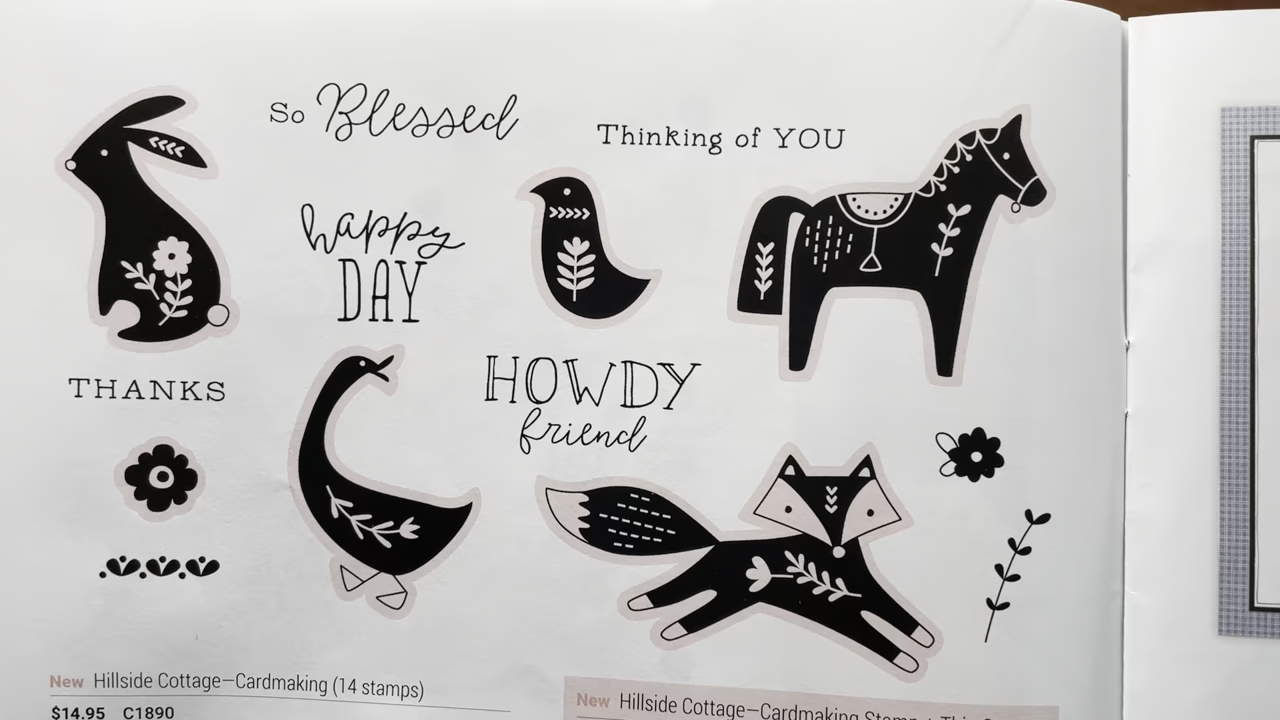 So Blessed
Thinking of YOU
happy
DAY
HOWDY
friend
THANKS
New Hillside Cottage—Cardmaking (14 stamps)
$14.95 C1890
New Hillside Cottage—Cardmaking